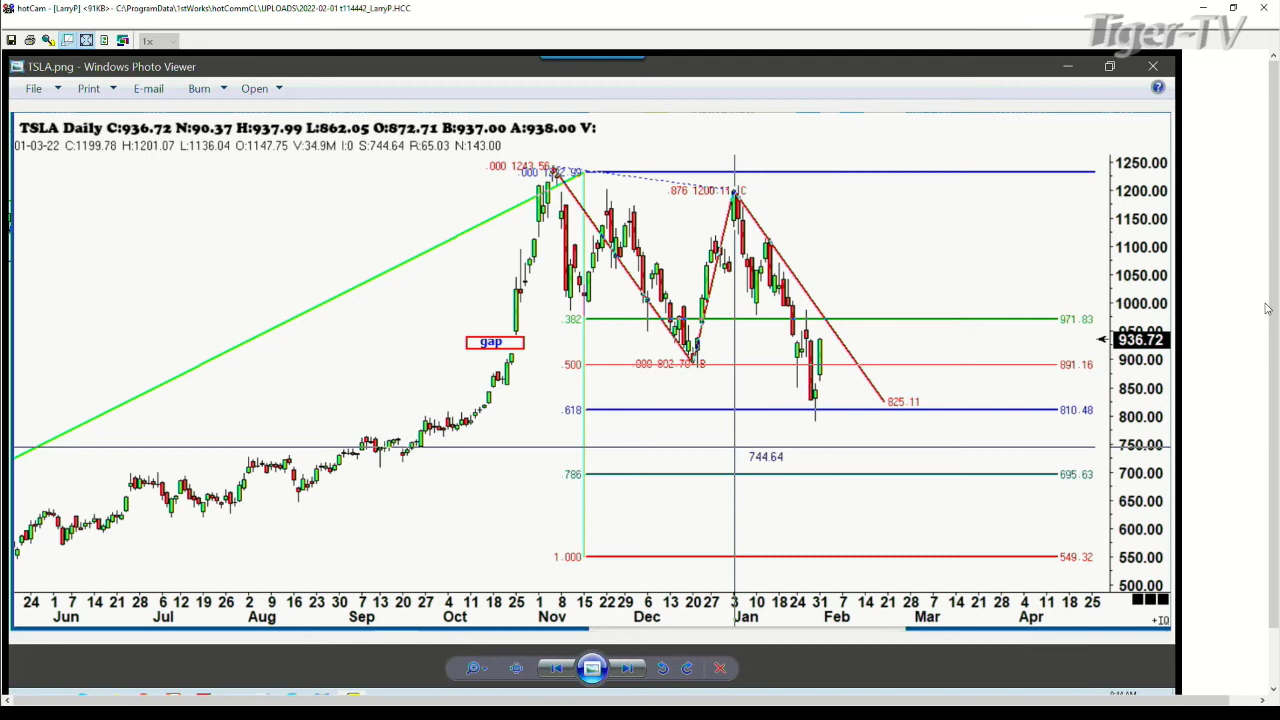 hotCam - [LarryP] <91KB> - C:\ProgramData\1stWorks\hotCommCL\UPLOADS\2022-02-01 t114442_LarryP.HCC
Tiger-TV
1x
TSLA.png - Windows Photo Viewer
File Print E-mail Burn Open
TSLA Daily C:936.72 N:90.37 H:937.99 L:862.05 O:872.71 B:937.00 A:938.00 V:
01-03-22 C:1199.78 H:1201.07 L:1136.04 O:1147.75 V:34.9M I:0 S:744.64 R:65.03 N:143.00
.000 1243.56
.876 1200.11 C
gap
.382 971.83
.500 891.16
825.11
.618 810.48
744.64
.786 695.63
1.000 549.32
1250.00
1200.00
1150.00
1100.00
1050.00
1000.00
950.00
936.72
900.00
850.00
800.00
750.00
700.00
650.00
600.00
550.00
500.00
24 1 7 14 21 28 6 12 19 26 2 9 16 23 30 7 13 20 27 4 11 18 25 1 8 15 22 29 6 13 20 27 3 10 18 24 31 7 14 21 28 7 14 21 28 4 11 18 25
Jun Jul Aug Sep Oct Nov Dec Jan Feb Mar Apr
+IQ